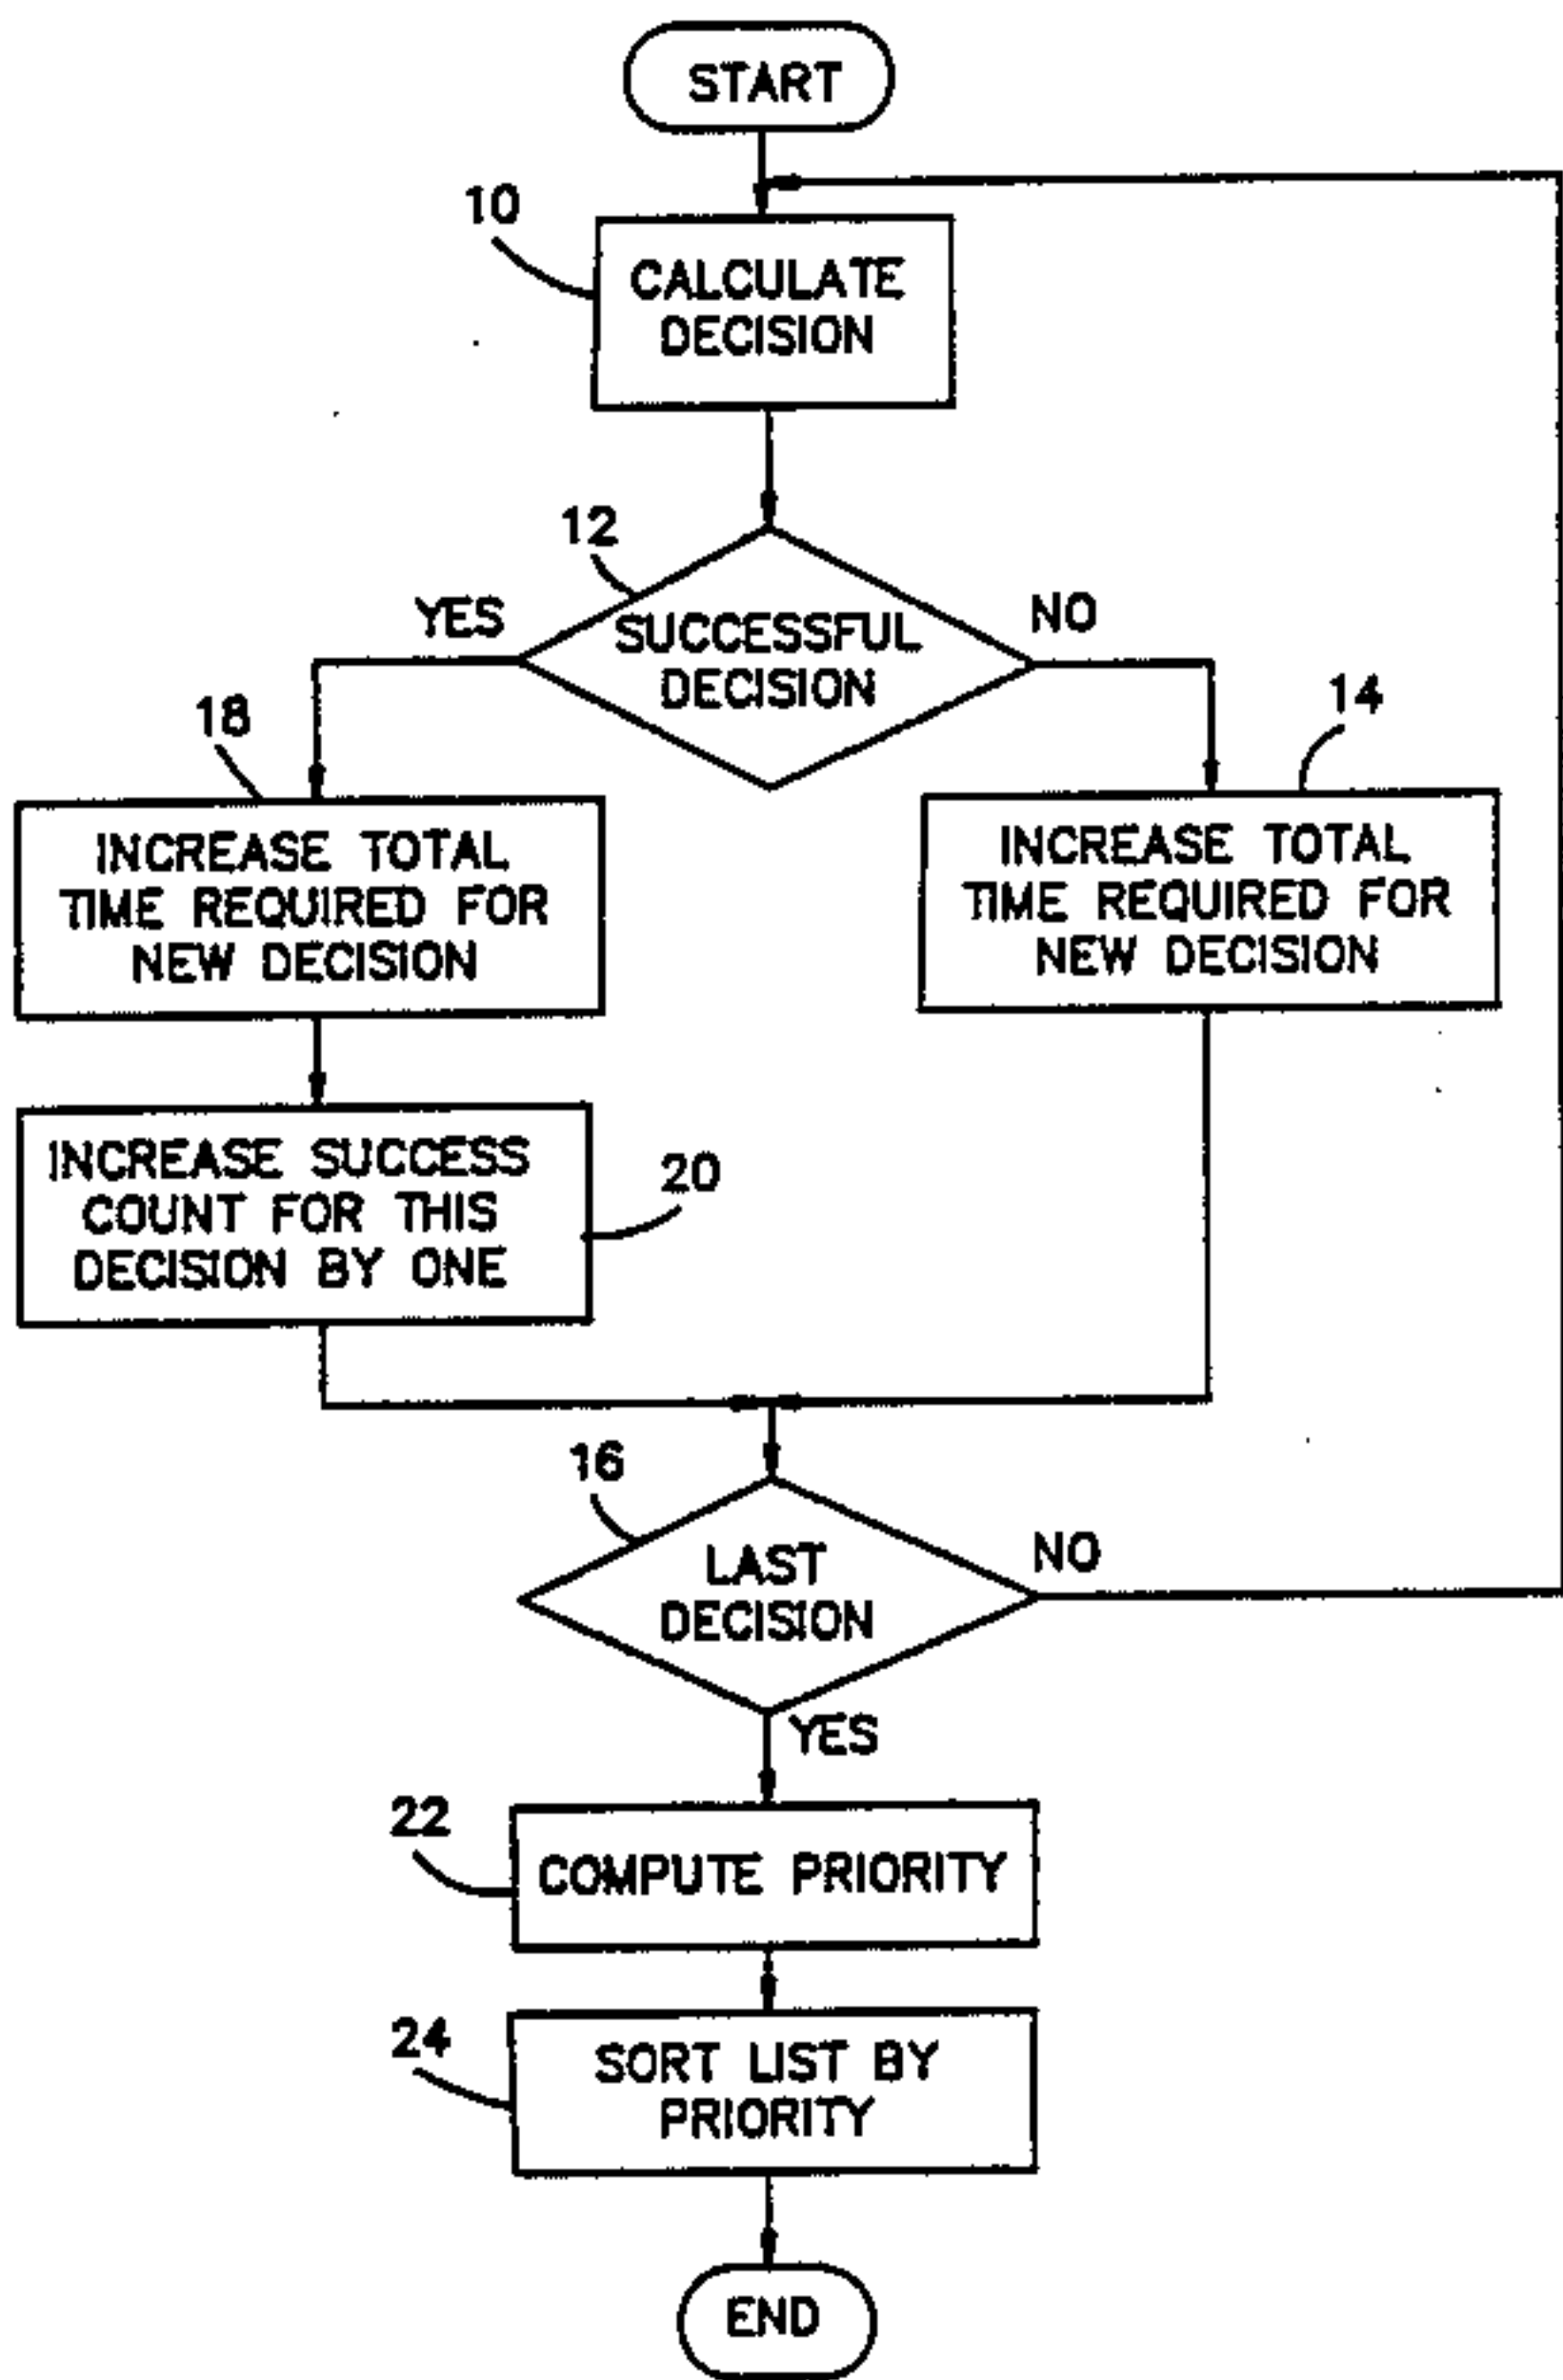 START
10
CALCULATE
DECISION
12
YES
SUCCESSFUL
DECISION
NO
18
14
INCREASE TOTAL
TIME REQUIRED FOR
NEW DECISION
INCREASE TOTAL
TIME REQUIRED FOR
NEW DECISION
INCREASE SUCCESS
COUNT FOR THIS
DECISION BY ONE
20
16
LAST
DECISION
NO
YES
22
COMPUTE PRIORITY
24
SORT LIST BY
PRIORITY
END